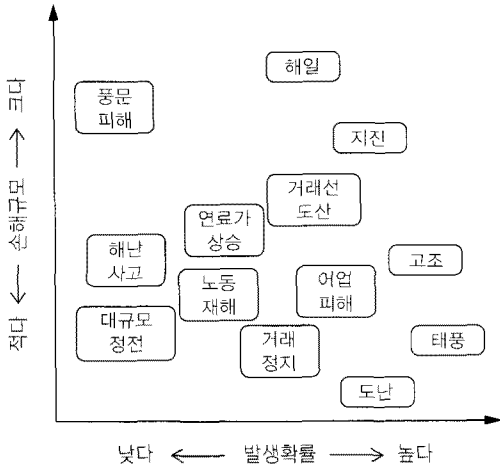 해일
풍문
피해
지진
거래선
도산
연료가
상승
해난
사고
고조
노동
재해
어업
피해
대규모
정전
거래
정지
태풍
도난
적다 ← 손해규모 → 크다
낮다 ← 발생확률 → 높다